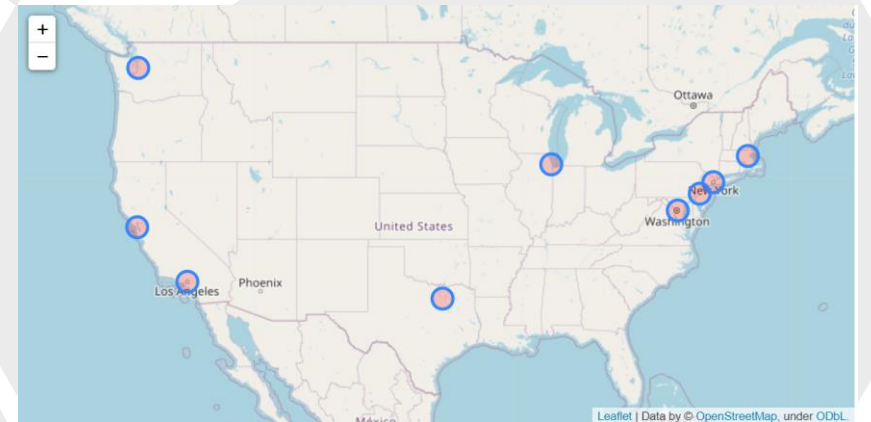 +
−
Ottawa
New York
Washington
United States
Phoenix
Los Angeles
México
Leaflet | Data by © OpenStreetMap, under ODbL.